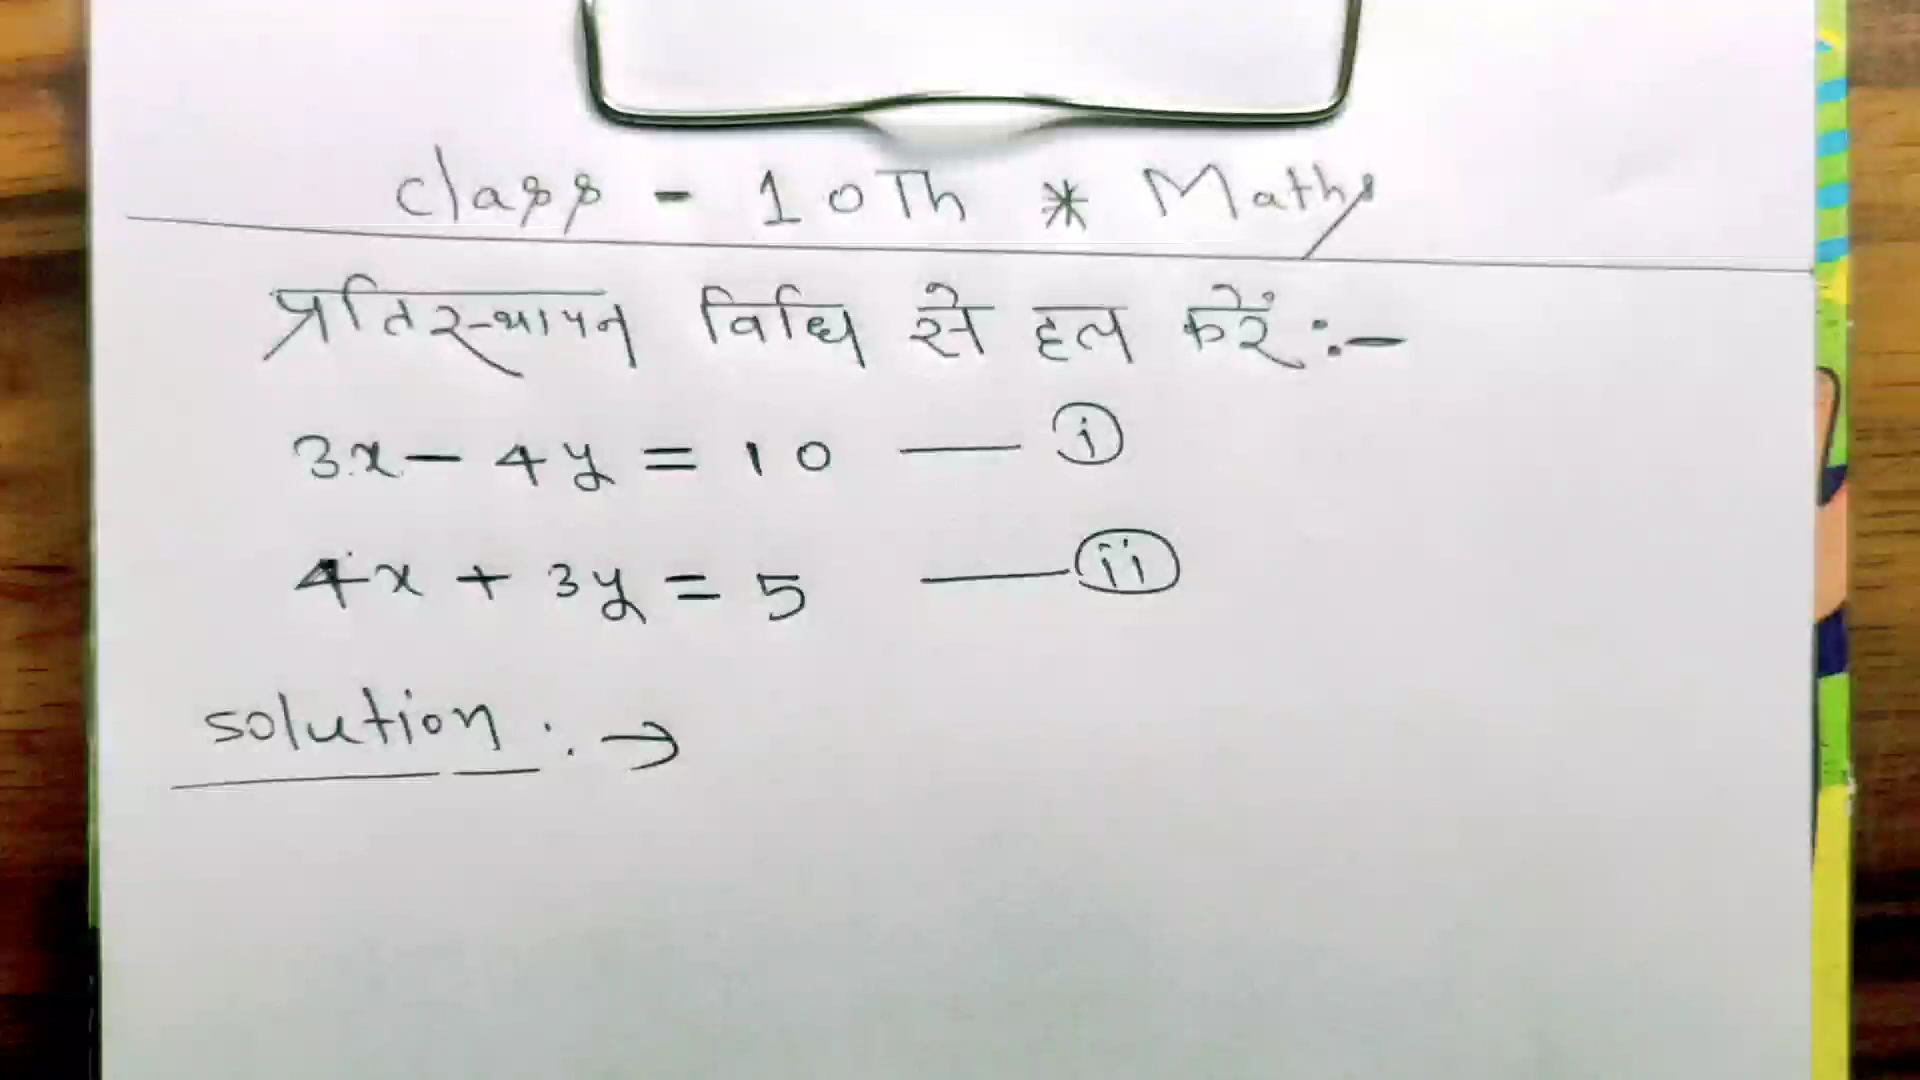 Class - 10Th * Maths
प्रतिस्थापन विधि से हल करें :-
3x - 4y = 10 —— (i)
4x + 3y = 5 —— (ii)
Solution :. →